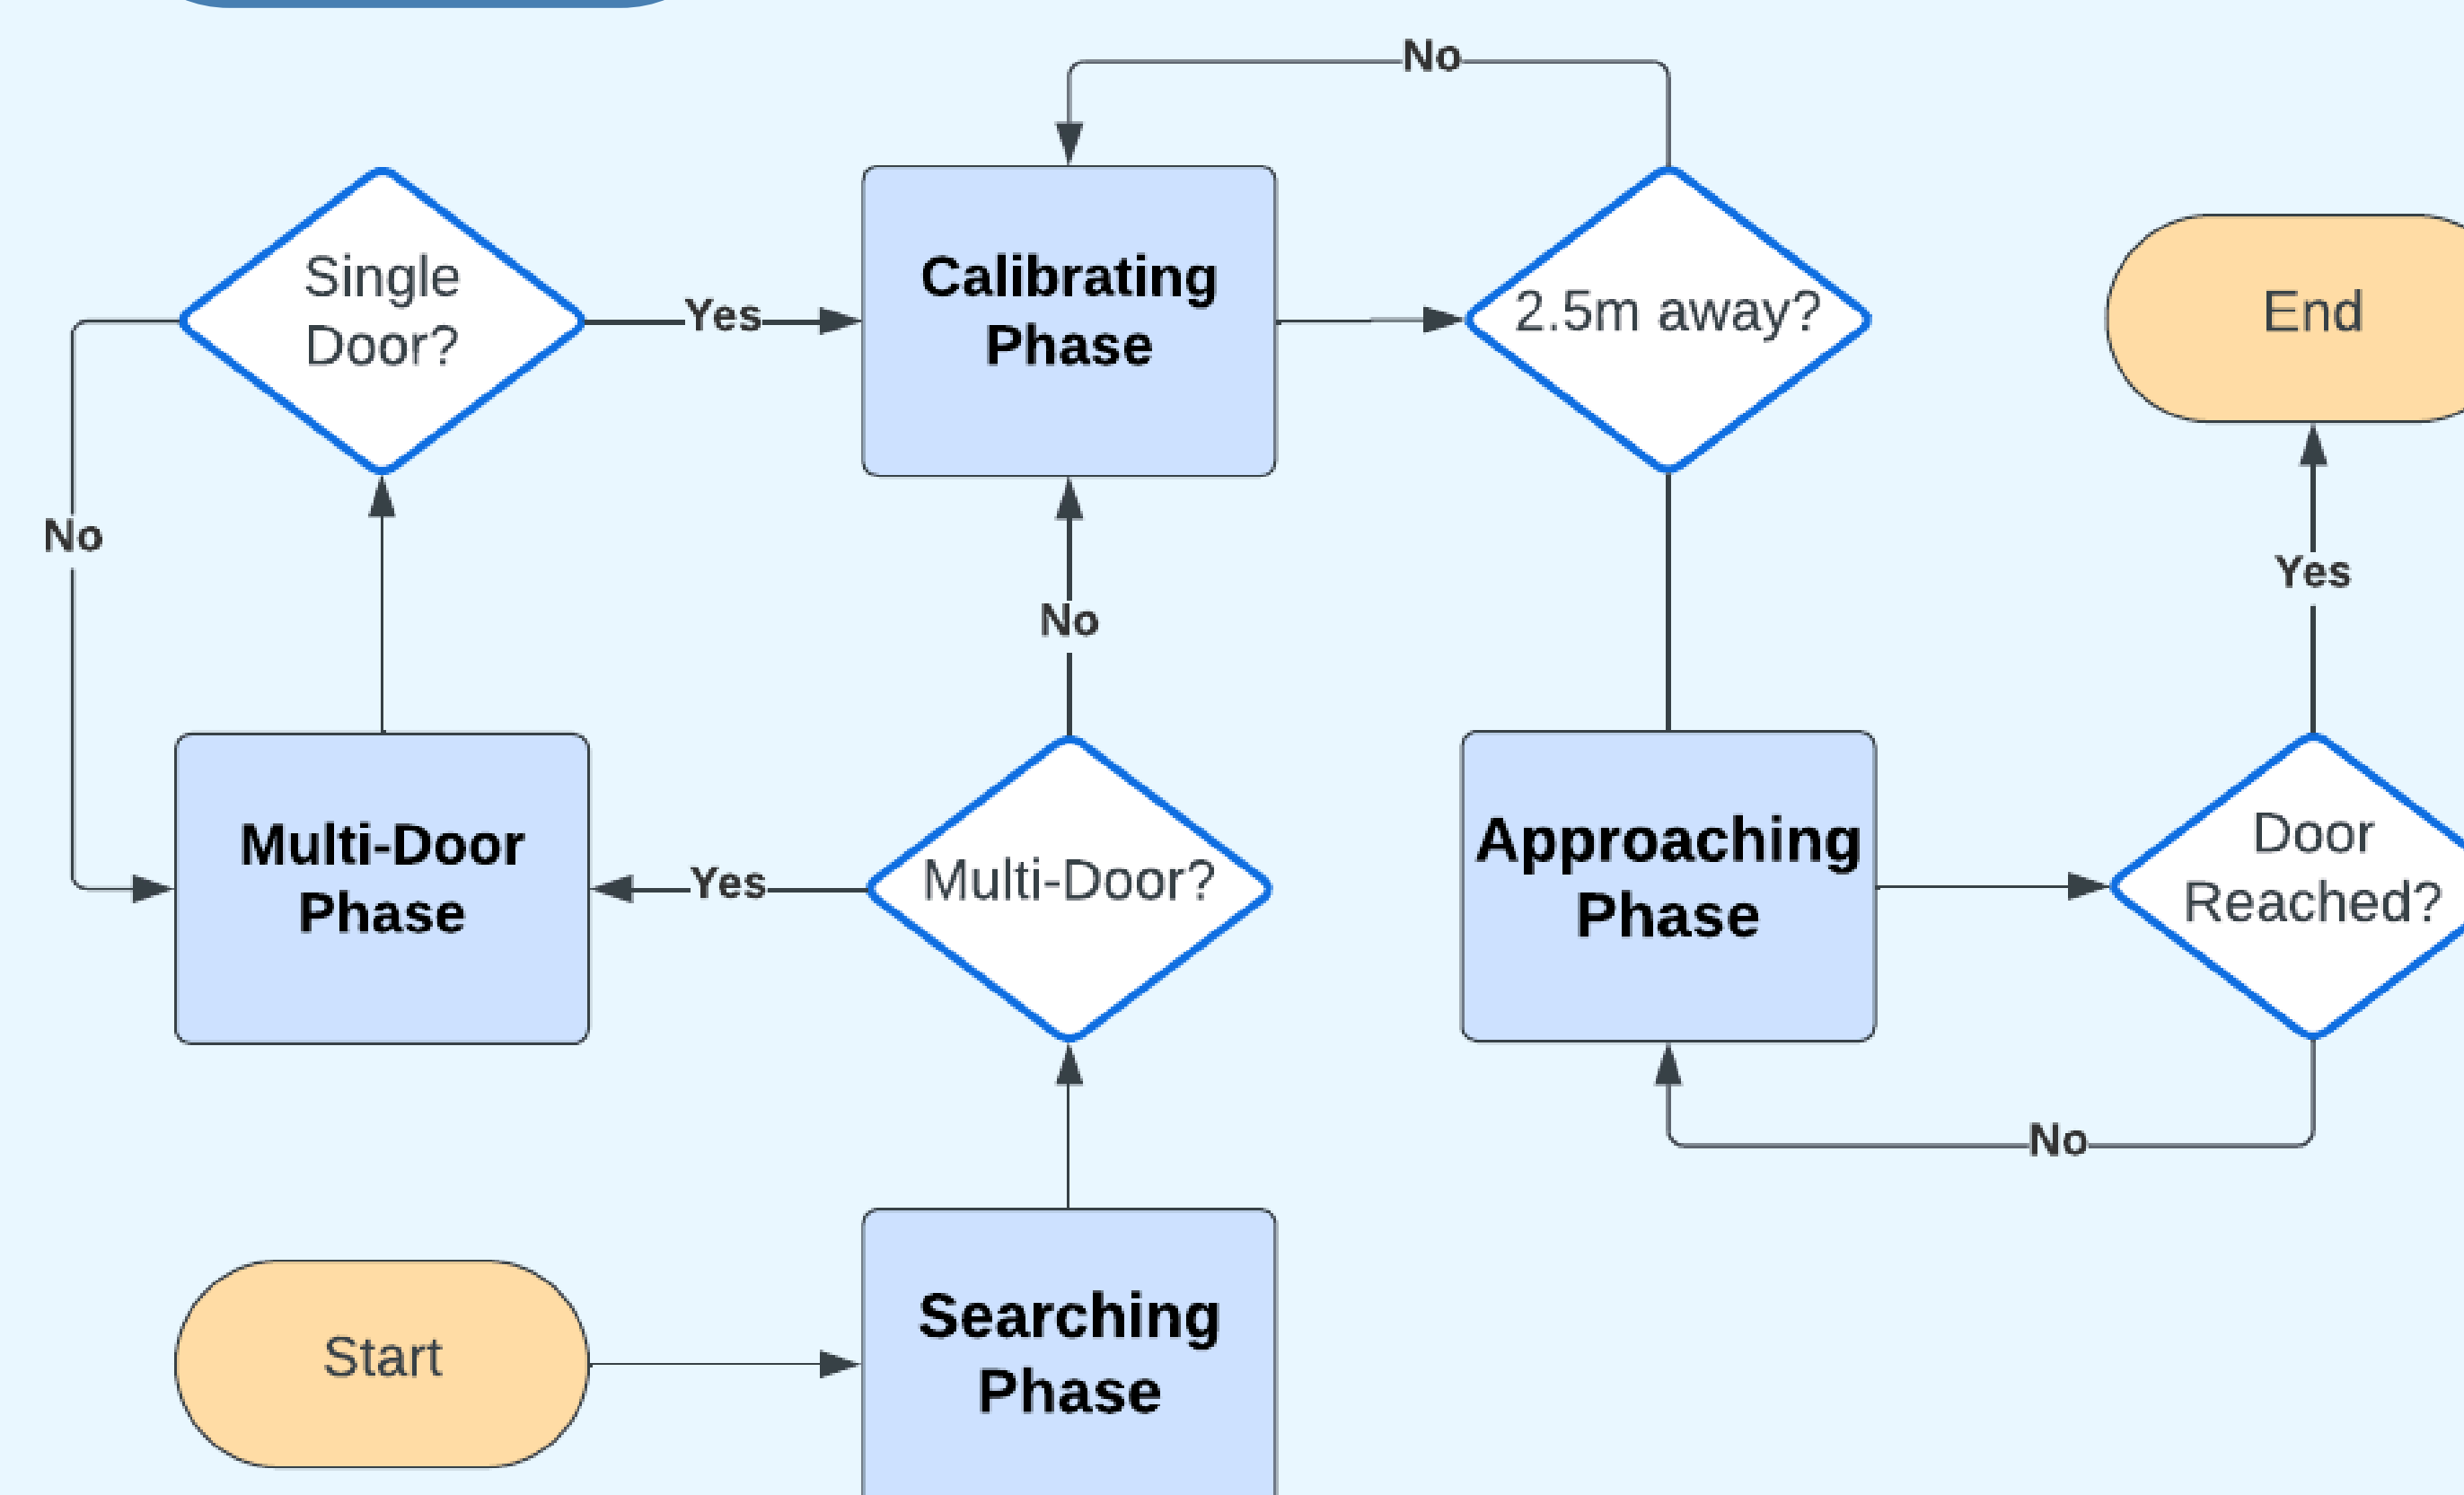 No
Single
Door?
Yes
Calibrating
Phase
2.5m away?
End
No
No
Yes
Multi-Door
Phase
Yes
Multi-Door?
Approaching
Phase
Door
Reached?
No
Start
Searching
Phase